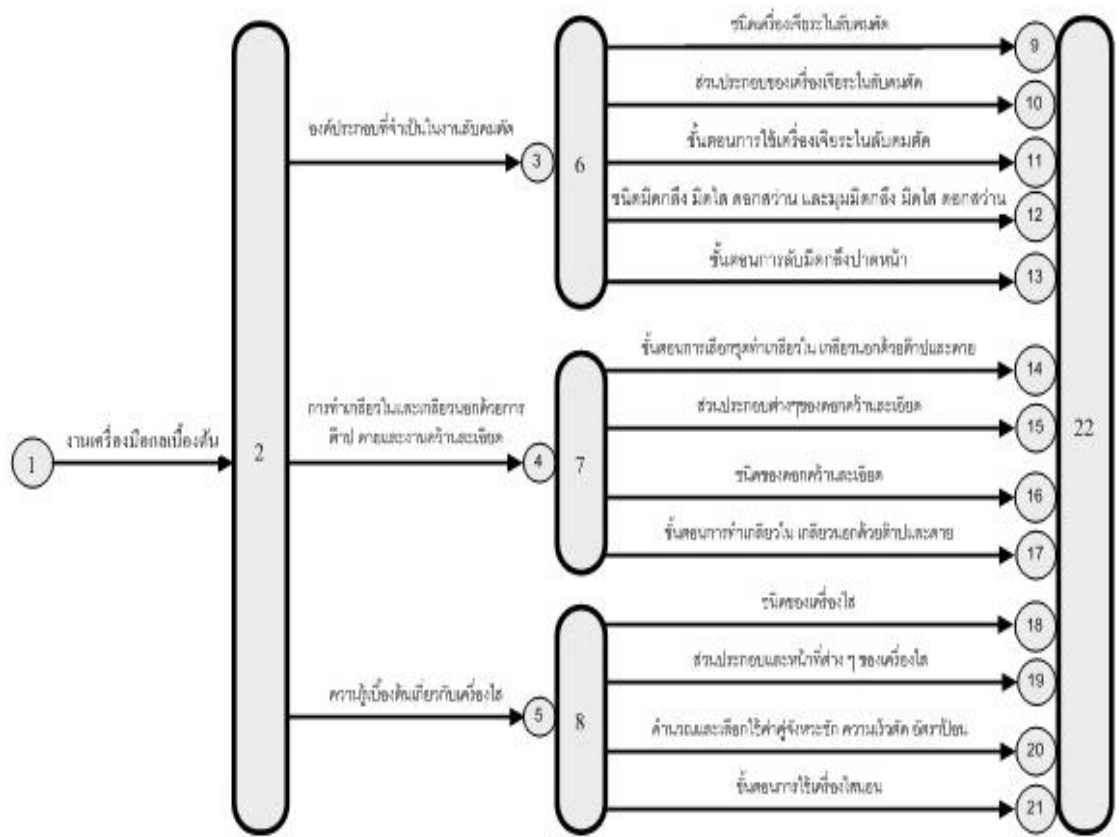 ชนิดเครื่องเจียระไนลับคมตัด
9
ส่วนประกอบของเครื่องเจียระไนลับคมตัด
10
องค์ประกอบที่จำเป็นในงานลับคมตัด
3
6
ขั้นตอนการใช้เครื่องเจียระไนลับคมตัด
11
ชนิดมีดกลึง มีดไส ดอกสว่าน และมุมมีดกลึง มีดไส ดอกสว่าน
12
ขั้นตอนการลับมีดกลึงปาดหน้า
13
ขั้นตอนการเลือกชุดทำเกลียวใน เกลียวนอกด้วยต๊าปและดาย
14
การทำเกลียวในและเกลียวนอกด้วยการ
ต๊าป ดายและงานคว้านละเอียด
4
7
ส่วนประกอบต่างๆของดอกคว้านละเอียด
15
22
1
งานเครื่องมือกลเบื้องต้น
2
ชนิดของดอกคว้านละเอียด
16
ขั้นตอนการทำเกลียวใน เกลียวนอกด้วยต๊าปและดาย
17
ชนิดของเครื่องไส
18
ส่วนประกอบและหน้าที่ต่าง ๆ ของเครื่องไส
19
ความรู้เบื้องต้นเกี่ยวกับเครื่องไส
5
8
คำนวณและเลือกใช้ค่าคู่จังหวะชัก ความเร็วตัด อัตราป้อน
20
ขั้นตอนการใช้เครื่องไสนอน
21